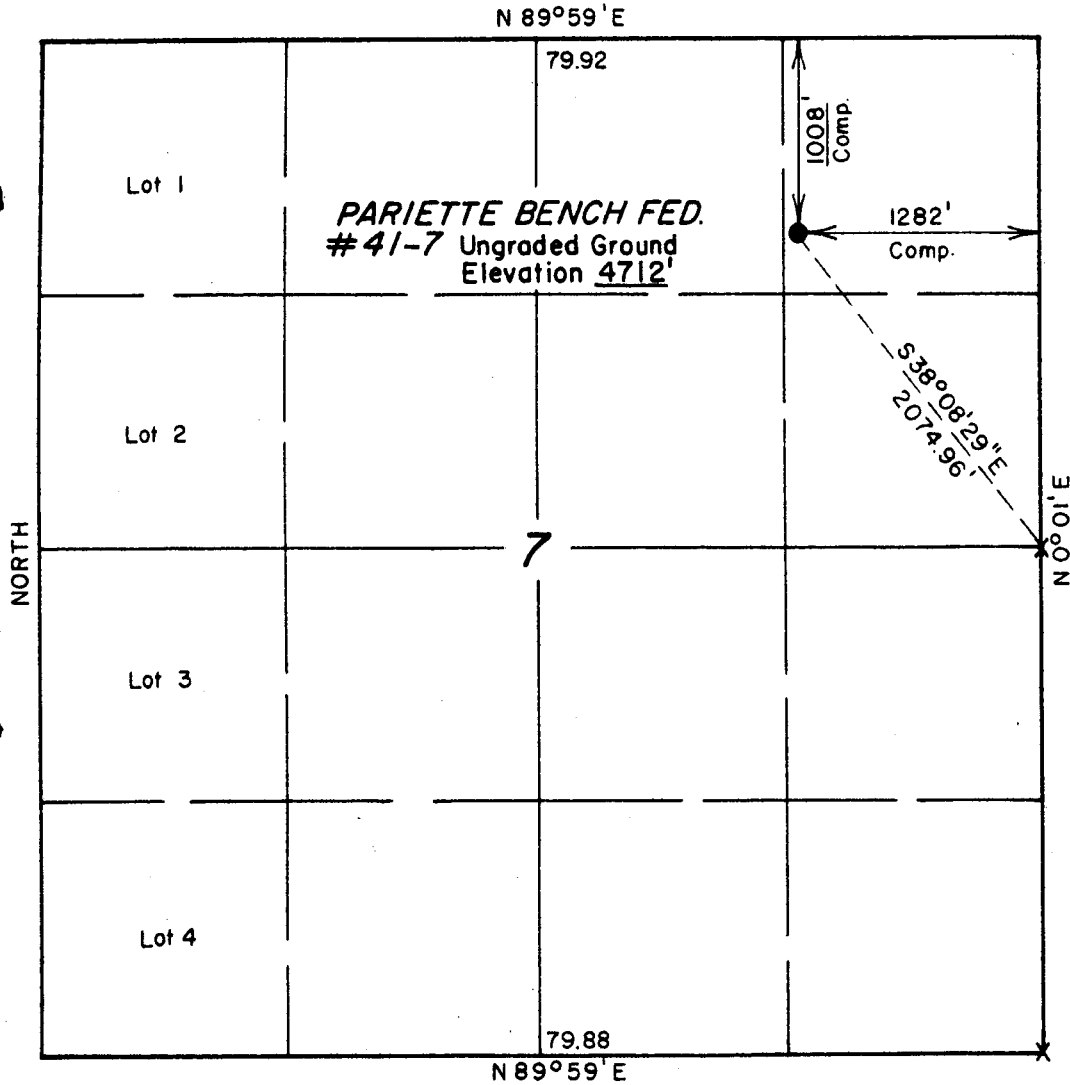 N 89°59'E
79.92
1008'
Comp.
Lot 1
PARIETTE BENCH FED.
#41-7 Ungraded Ground
Elevation 4712'
1282'
Comp.
S38°08'29"E
2074.96'
Lot 2
NORTH
7
N 0°01'E
Lot 3
Lot 4
79.88
N 89°59'E